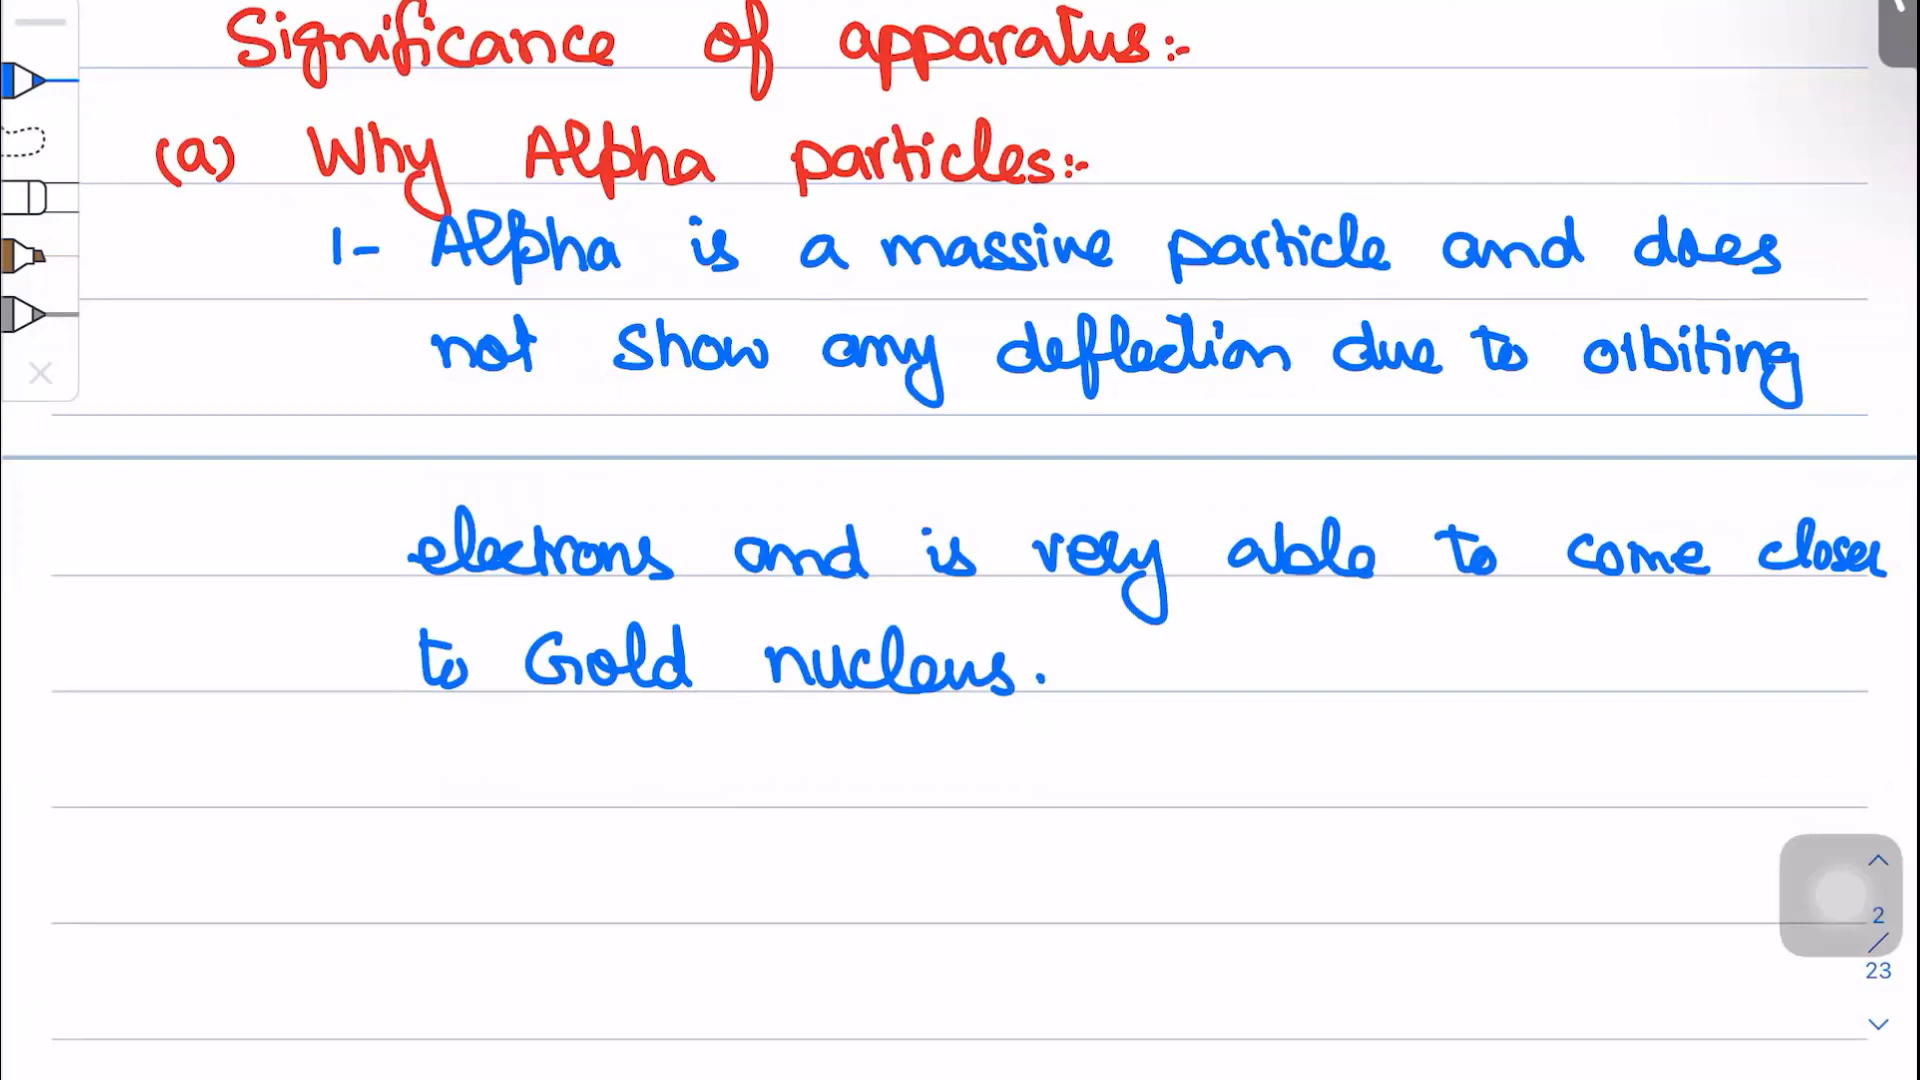 Significance of apparatus:-
(a) Why Alpha particles:-
1- Alpha is a massive particle and does
not show any deflection due to orbiting
electrons and is very able to come closer
to Gold nucleus.
2
/
23